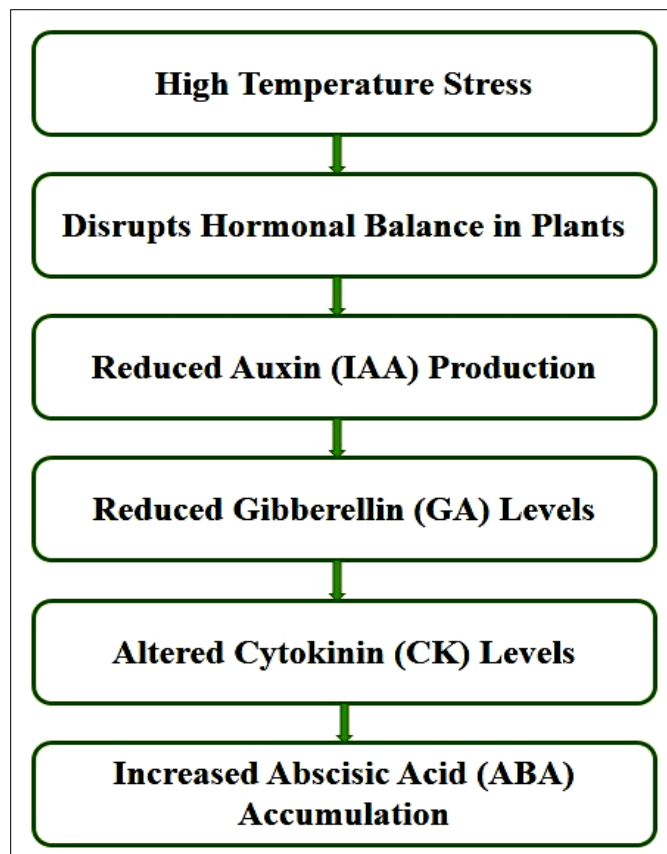 High Temperature Stress
Disrupts Hormonal Balance in Plants
Reduced Auxin (IAA) Production
Reduced Gibberellin (GA) Levels
Altered Cytokinin (CK) Levels
Increased Abscisic Acid (ABA)
Accumulation